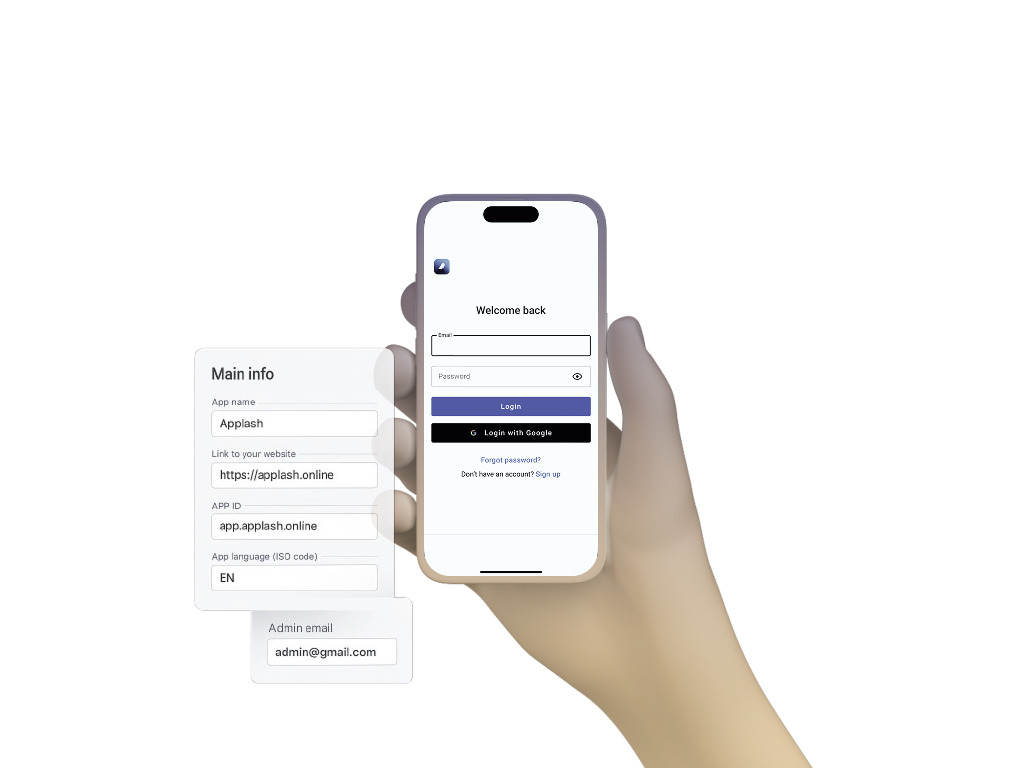 Welcome back
Email
Password
Login
G Login with Google
Forgot password?
Don't have an account? Sign up
Main info
App name
Applash
Link to your website
https://applash.online
APP ID
app.applash.online
App language (ISO code)
EN
Admin email
admin@gmail.com